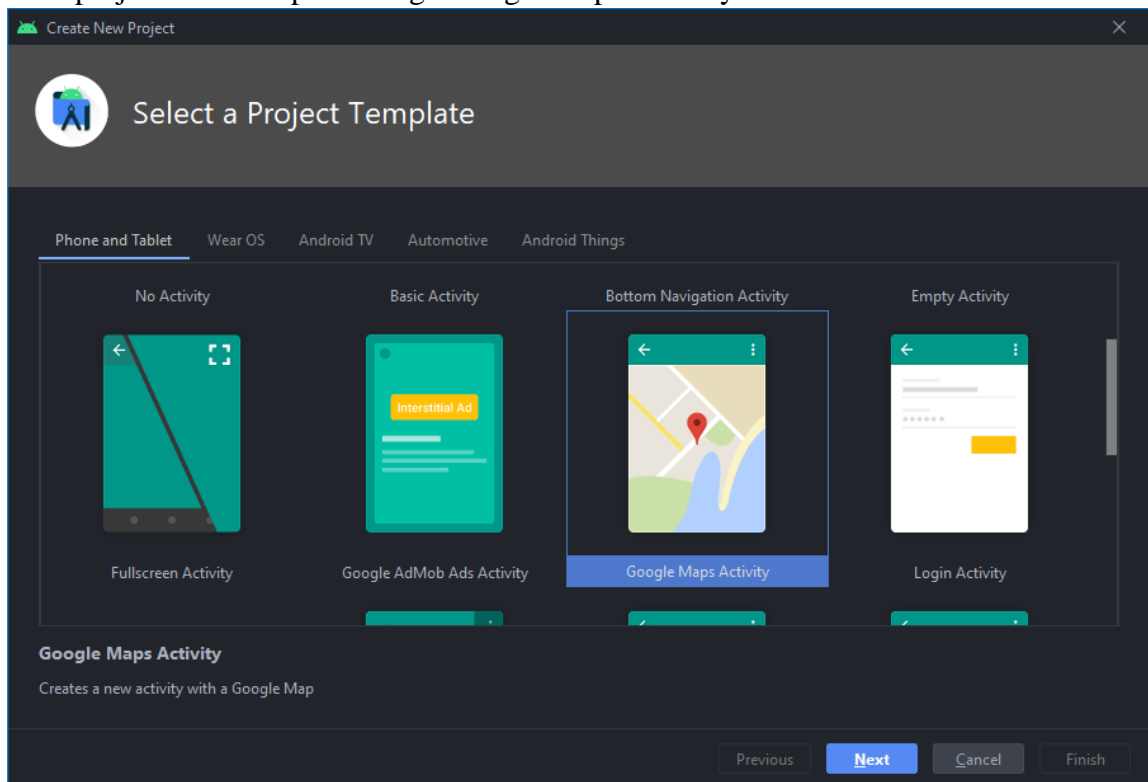 Create New Project
Select a Project Template
Phone and Tablet Wear OS Android TV Automotive Android Things
No Activity Basic Activity Bottom Navigation Activity Empty Activity
Interstitial Ad
Fullscreen Activity Google AdMob Ads Activity Google Maps Activity Login Activity
Google Maps Activity
Creates a new activity with a Google Map
Previous Next Cancel Finish